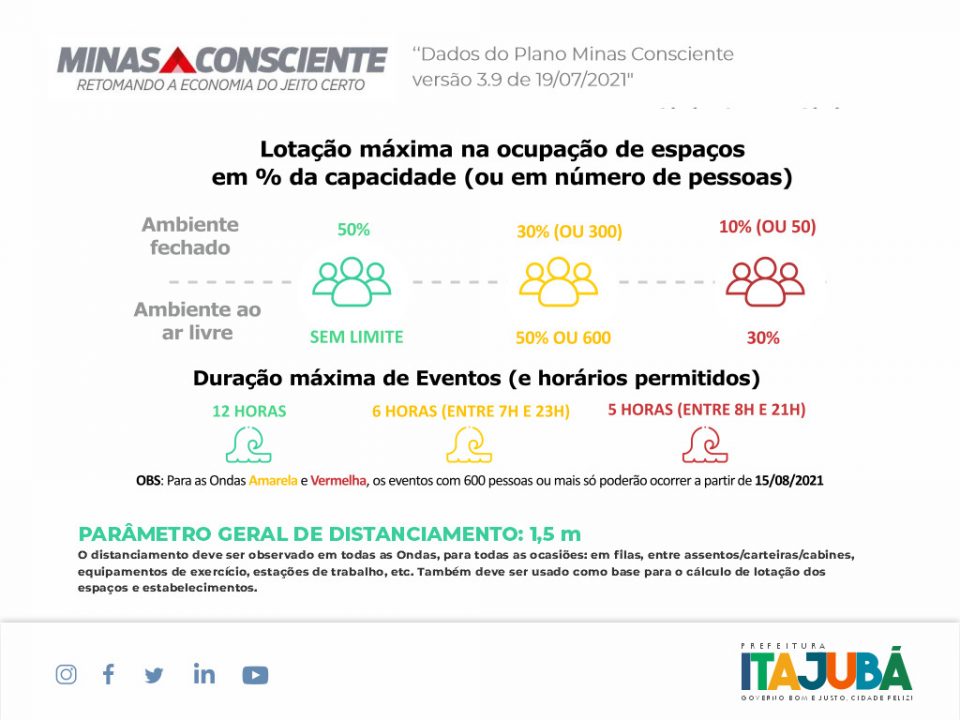 MINAS CONSCIENTE
RETOMANDO A ECONOMIA DO JEITO CERTO
“Dados do Plano Minas Consciente
versão 3.9 de 19/07/2021"
Lotação máxima na ocupação de espaços
em % da capacidade (ou em número de pessoas)
Ambiente
fechado
50%
30% (OU 300)
10% (OU 50)
Ambiente ao
ar livre
SEM LIMITE
50% OU 600
30%
Duração máxima de Eventos (e horários permitidos)
12 HORAS
6 HORAS (ENTRE 7H E 23H)
5 HORAS (ENTRE 8H E 21H)
OBS: Para as Ondas Amarela e Vermelha, os eventos com 600 pessoas ou mais só poderão ocorrer a partir de 15/08/2021
PARÂMETRO GERAL DE DISTANCIAMENTO: 1,5 m
O distanciamento deve ser observado em todas as Ondas, para todas as ocasiões: em filas, entre assentos/carteiras/cabines,
equipamentos de exercício, estações de trabalho, etc. Também deve ser usado como base para o cálculo de lotação dos
espaços e estabelecimentos.
PREFEITURA
ITAJUBÁ
GOVERNO BOM E JUSTO, CIDADE FELIZ!